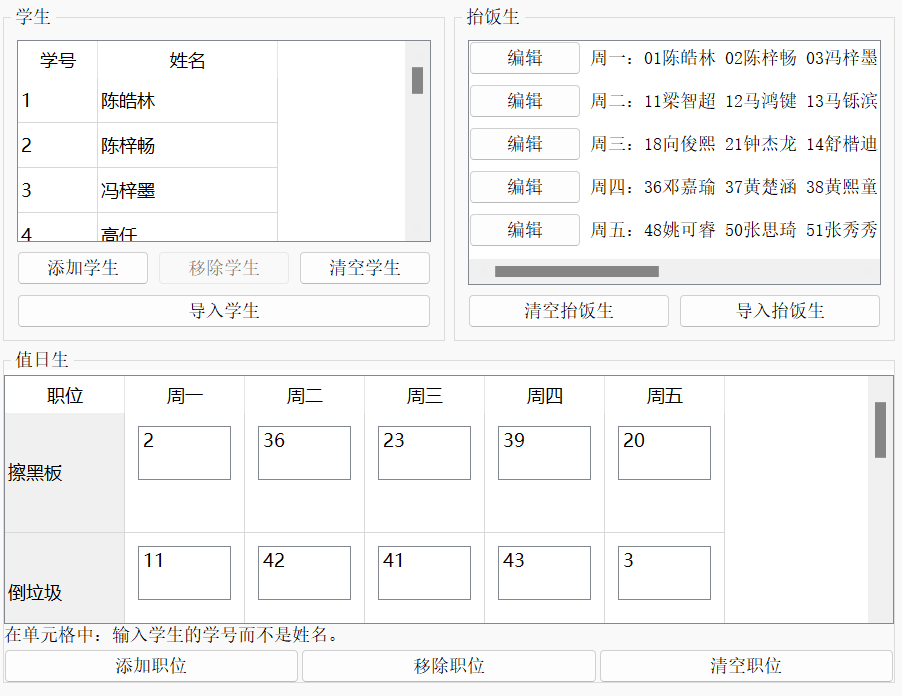 学生
学号 姓名
1 陈皓林
2 陈梓畅
3 冯梓墨
4 高仟
添加学生 移除学生 清空学生
导入学生
抬饭生
编辑 周一：01陈皓林 02陈梓畅 03冯梓墨
编辑 周二：11梁智超 12马鸿键 13马铄滨
编辑 周三：18向俊熙 21钟杰龙 14舒楷迪
编辑 周四：36邓嘉瑜 37黄楚涵 38黄熙童
编辑 周五：48姚可睿 50张思琦 51张秀秀
清空抬饭生 导入抬饭生
值日生
职位 周一 周二 周三 周四 周五
擦黑板 2 36 23 39 20
倒垃圾 11 42 41 43 3
在单元格中：输入学生的学号而不是姓名。
添加职位 移除职位 清空职位